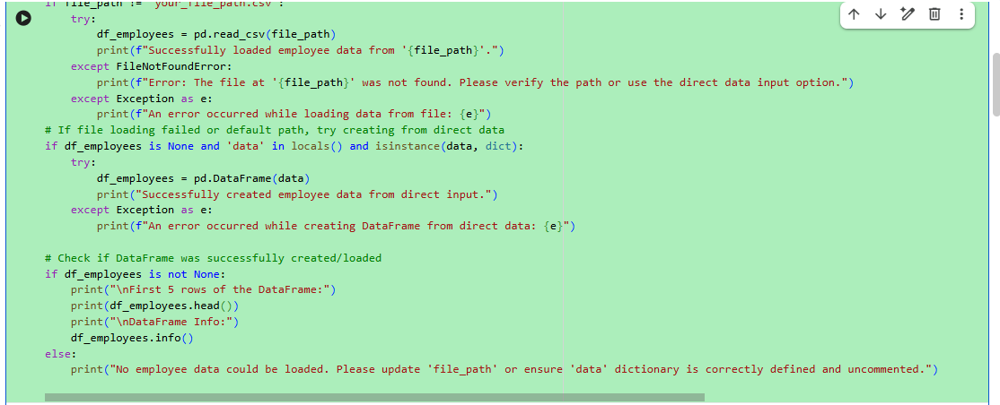 if file_path != 'your_file_path.csv':
    try:
        df_employees = pd.read_csv(file_path)
        print(f"Successfully loaded employee data from '{file_path}'.")
    except FileNotFoundError:
        print(f"Error: The file at '{file_path}' was not found. Please verify the path or use the direct data input option.")
    except Exception as e:
        print(f"An error occurred while loading data from file: {e}")
# If file loading failed or default path, try creating from direct data
if df_employees is None and 'data' in locals() and isinstance(data, dict):
    try:
        df_employees = pd.DataFrame(data)
        print("Successfully created employee data from direct input.")
    except Exception as e:
        print(f"An error occurred while creating DataFrame from direct data: {e}")

# Check if DataFrame was successfully created/loaded
if df_employees is not None:
    print("\nFirst 5 rows of the DataFrame:")
    print(df_employees.head())
    print("\nDataFrame Info:")
    df_employees.info()
else:
    print("No employee data could be loaded. Please update 'file_path' or ensure 'data' dictionary is correctly defined and uncommented.")